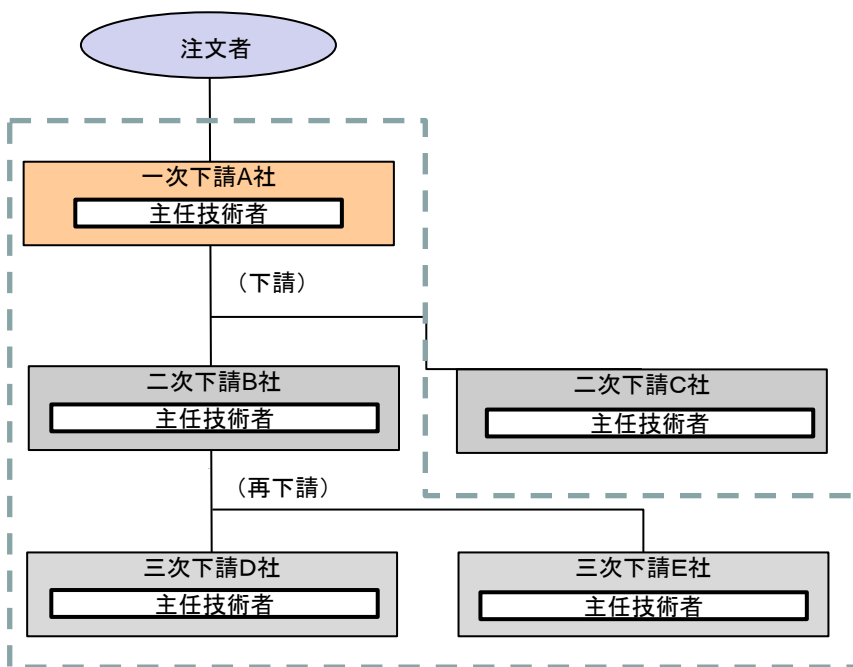 注文者
一次下請A社
主任技術者
（下請）
二次下請B社
主任技術者
二次下請C社
主任技術者
（再下請）
三次下請D社
主任技術者
三次下請E社
主任技術者